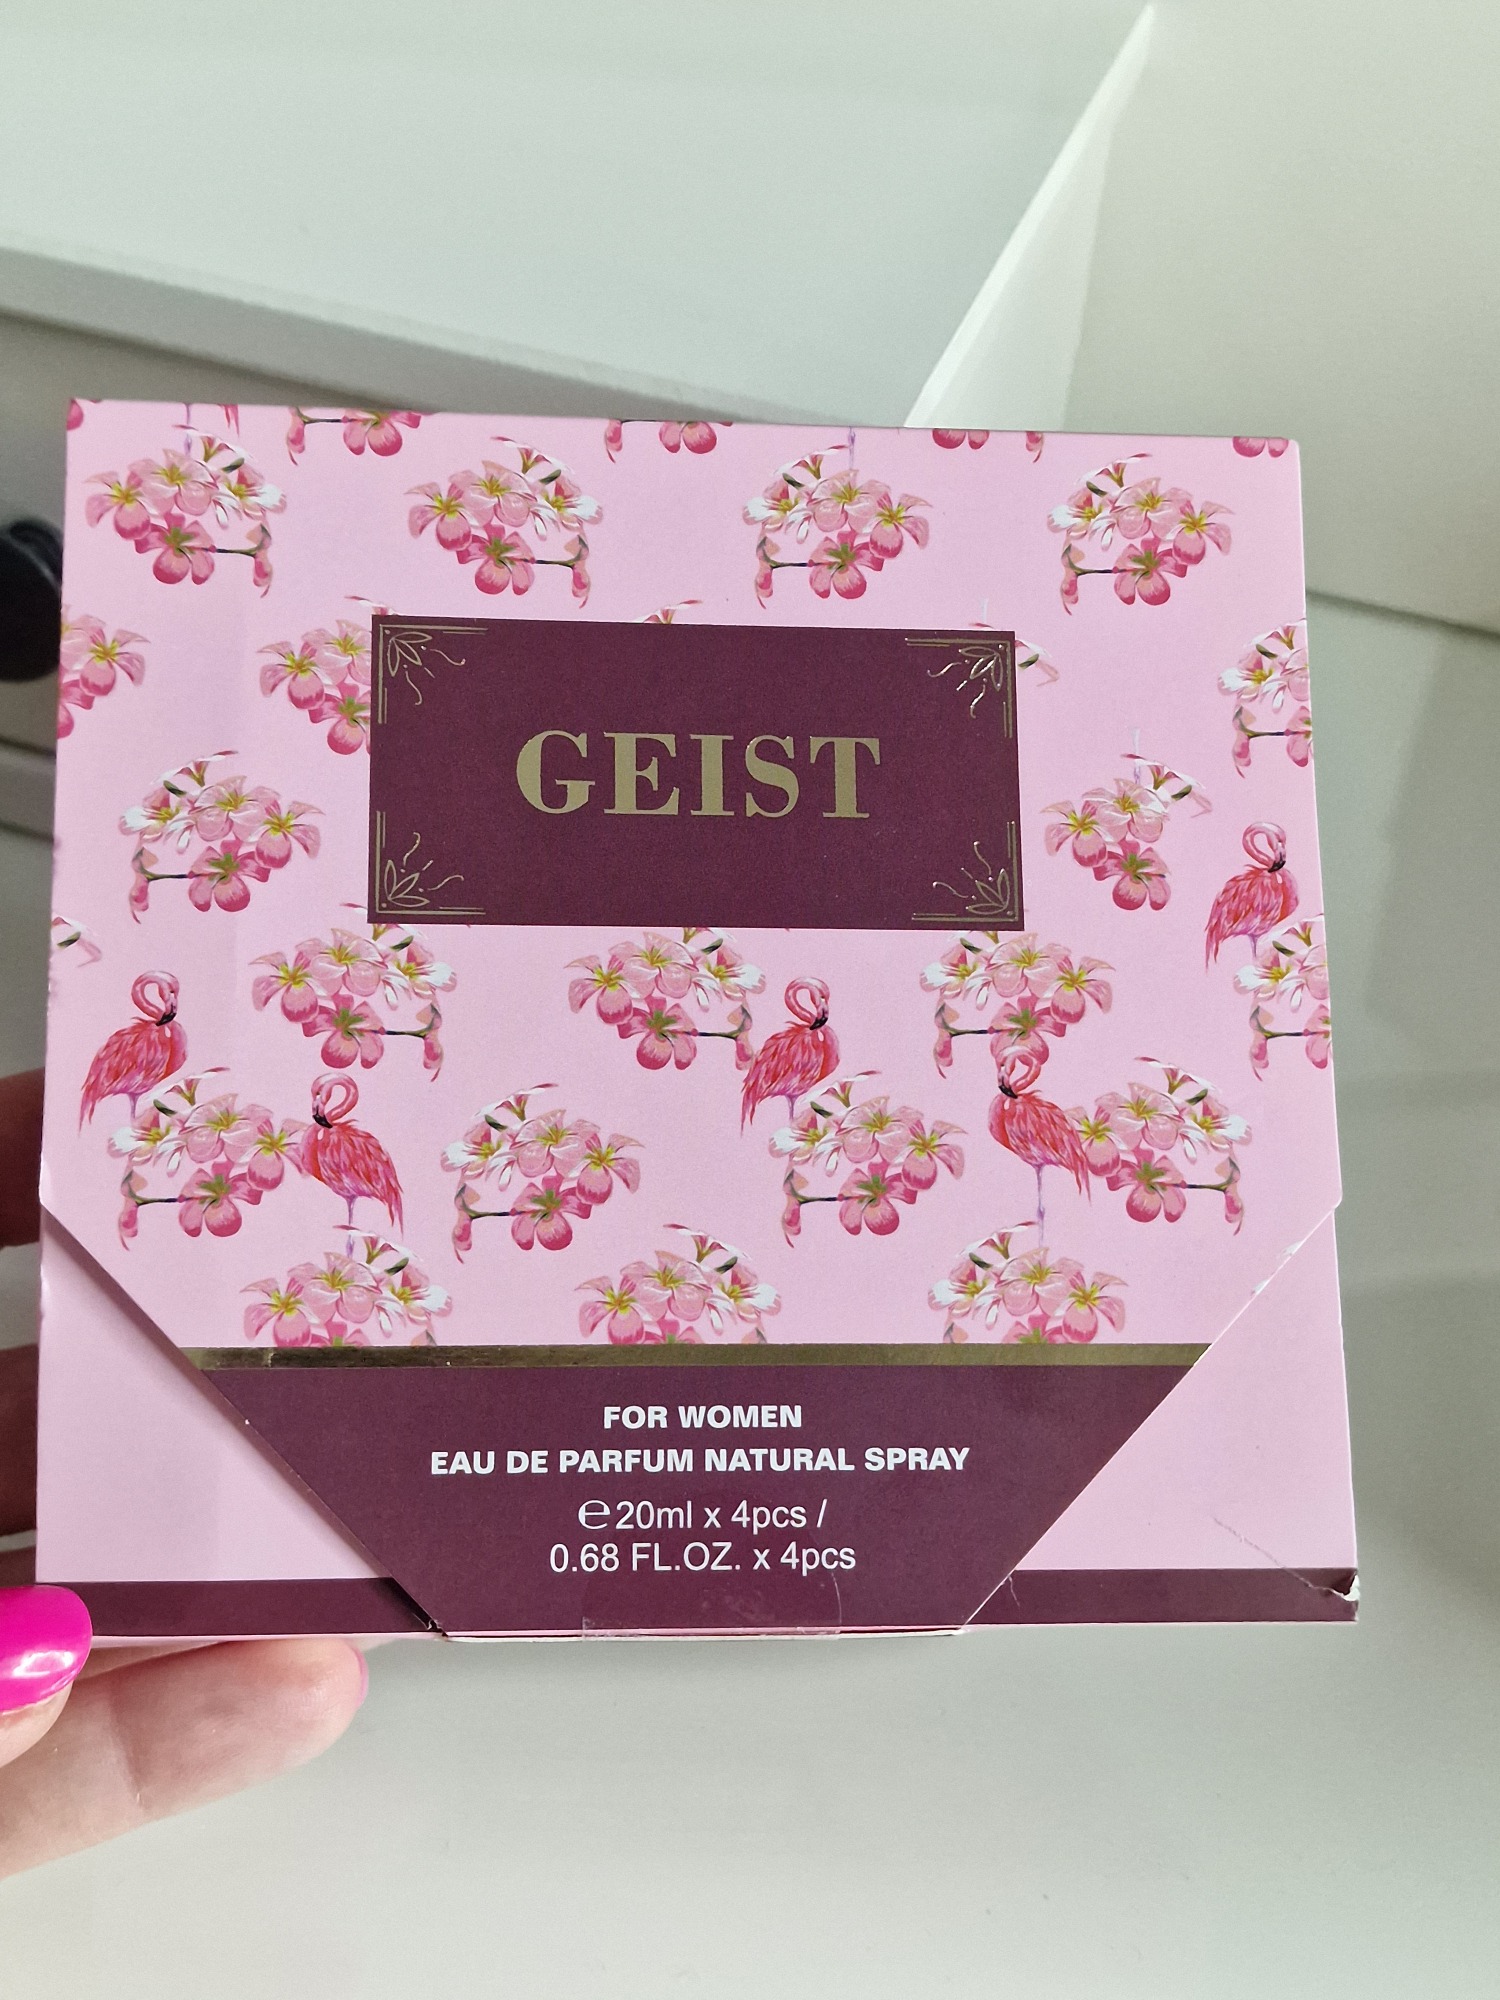 GEIST
FOR WOMEN
EAU DE PARFUM NATURAL SPRAY
℮20ml x 4pcs /
0.68 FL.OZ. x 4pcs